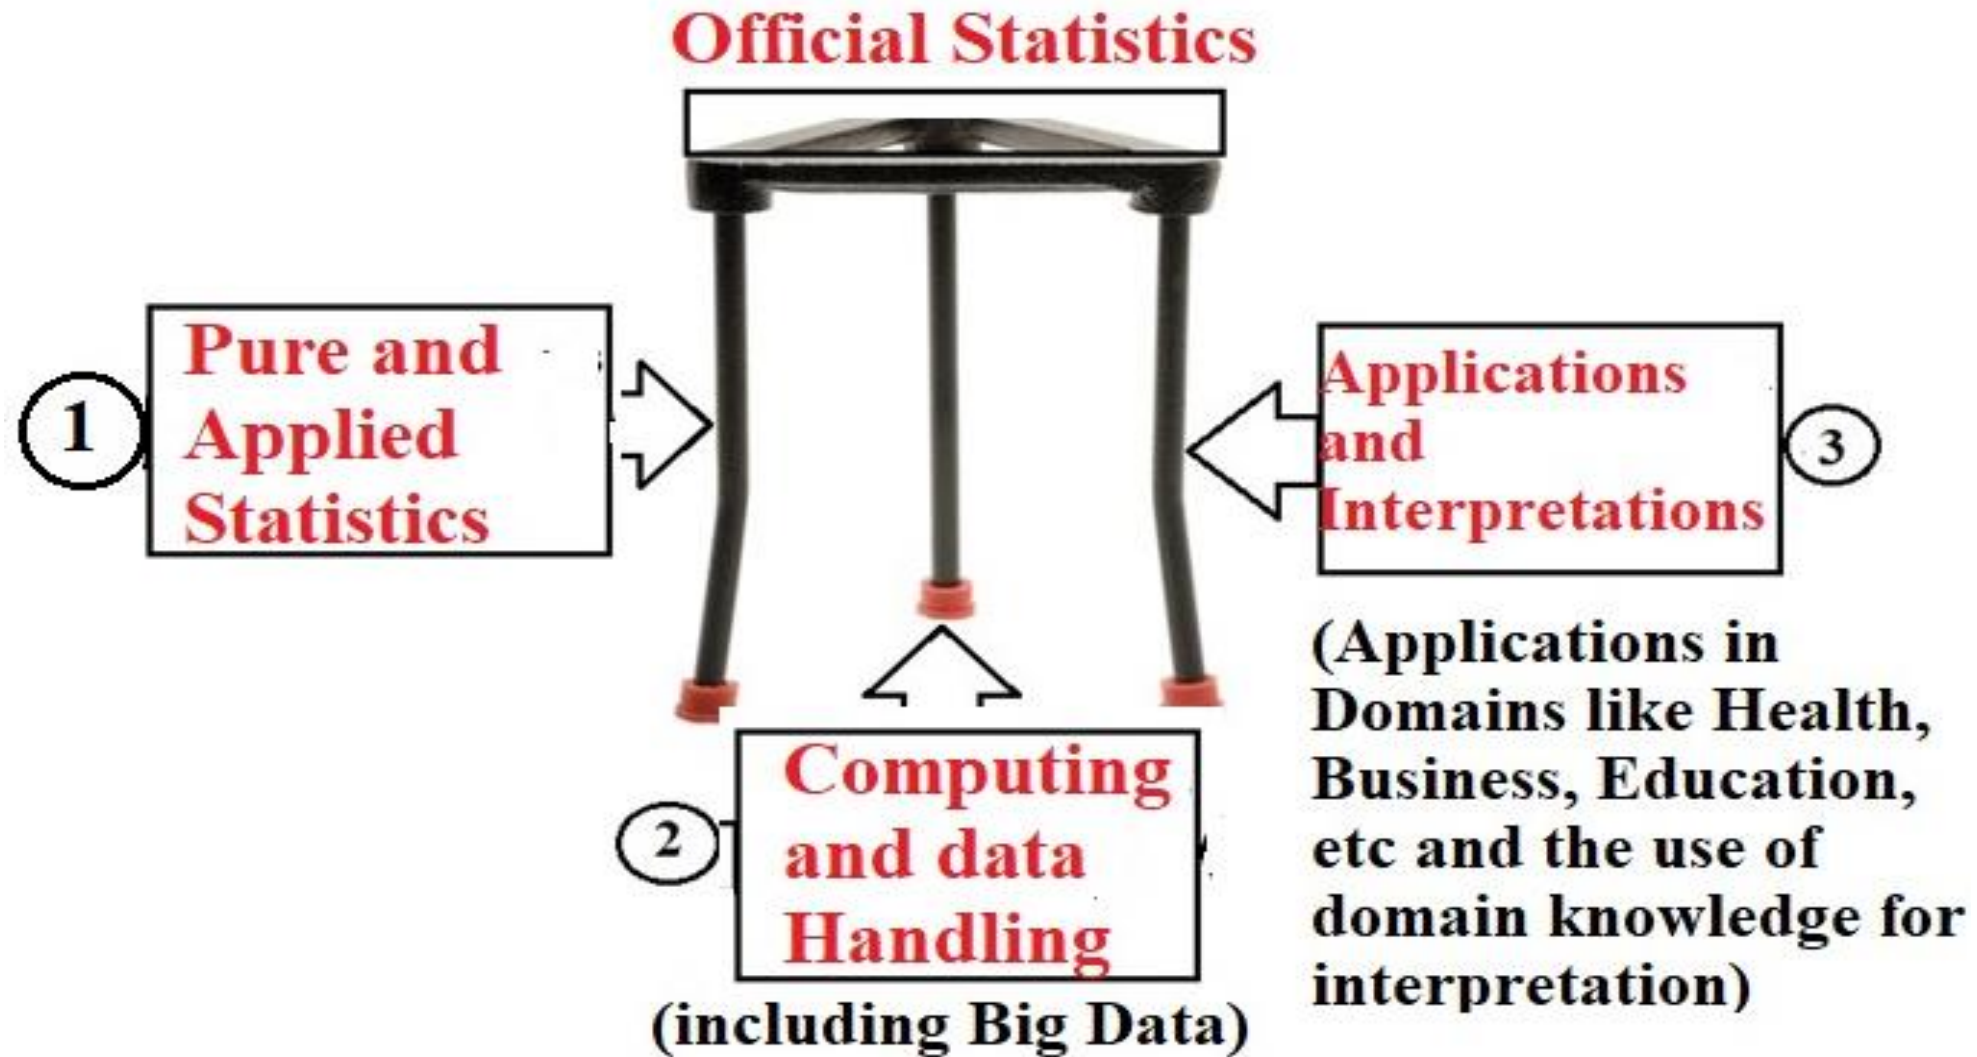 Official Statistics
1
Pure and
Applied
Statistics
2
Computing
and data
Handling
(including Big Data)
3
Applications
and
Interpretations
(Applications in
Domains like Health,
Business, Education,
etc and the use of
domain knowledge for
interpretation)